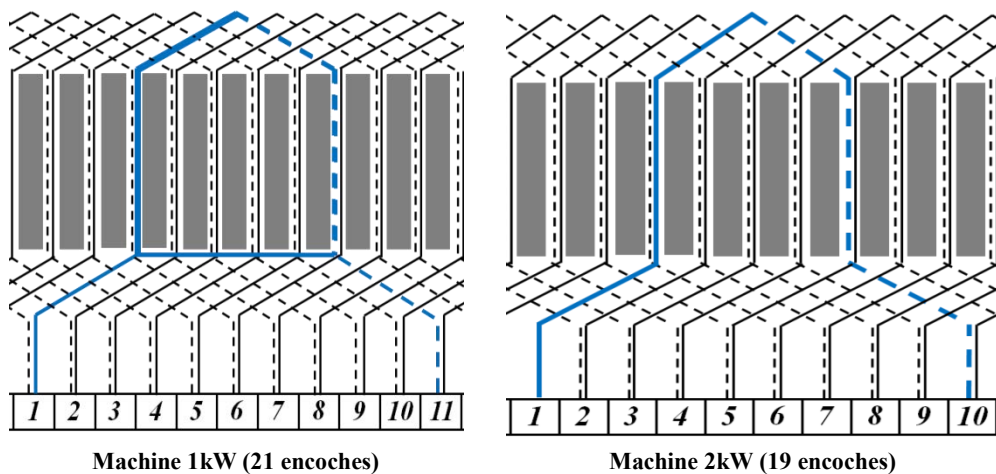 1 2 3 4 5 6 7 8 9 10 11
1 2 3 4 5 6 7 8 9 10
Machine 1kW (21 encoches)
Machine 2kW (19 encoches)